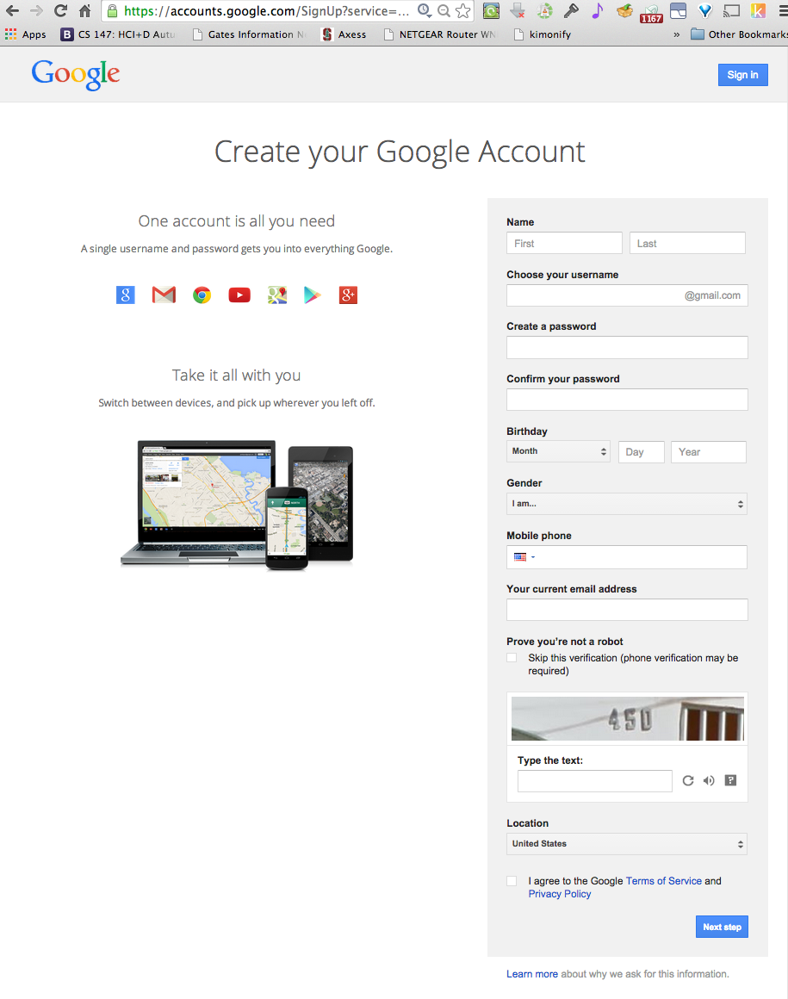 https://accounts.google.com/SignUp?service=...
1167
Apps
B CS 147: HCI+D Autu
Gates Information Ne
Axess
NETGEAR Router WN
kimonify
»
Other Bookmarks
Google
Sign in
Create your Google Account
One account is all you need
A single username and password gets you into everything Google.
Take it all with you
Switch between devices, and pick up wherever you left off.
Name
First
Last
Choose your username
@gmail.com
Create a password
Confirm your password
Birthday
Month
Day
Year
Gender
I am...
Mobile phone
Your current email address
Prove you're not a robot
Skip this verification (phone verification may be
required)
450
Type the text:
Location
United States
I agree to the Google Terms of Service and
Privacy Policy
Next step
Learn more about why we ask for this information.